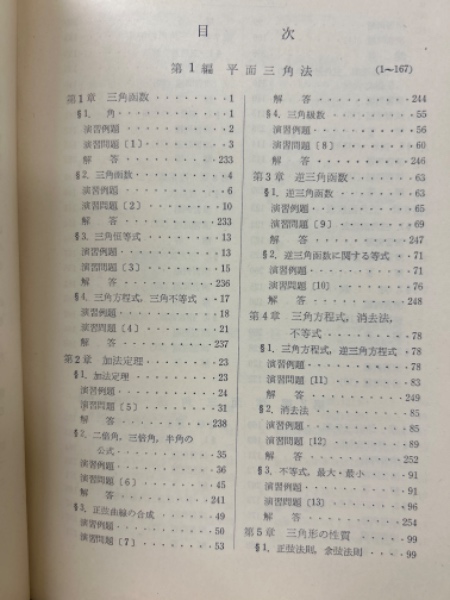 目次
第1編 平面三角法 (1~167)
第1章 三角函数・・・・・・・1
§1. 角・・・・・・・・・・1
演習例題・・・・・・・・2
演習問題〔1〕・・・・・・3
解答・・・・・・・・233
§2. 三角函数・・・・・・・4
演習例題・・・・・・・・6
演習問題〔2〕・・・・・・10
解答・・・・・・・・233
§3. 三角恒等式・・・・・・13
演習例題・・・・・・・・13
演習問題〔3〕・・・・・・15
解答・・・・・・・・236
§4. 三角方程式,三角不等式・・17
演習例題・・・・・・・・18
演習問題〔4〕・・・・・・21
解答・・・・・・・・237
第2章 加法定理・・・・・・・23
§1. 加法定理・・・・・・・23
演習例題・・・・・・・・24
演習問題〔5〕・・・・・・31
解答・・・・・・・・238
§2. 二倍角,三倍角,半角の
公式・・・・・・・・・35
演習例題・・・・・・・・36
演習問題〔6〕・・・・・・45
解答・・・・・・・・241
§3. 正弦曲線の合成・・・・・49
演習例題・・・・・・・・50
演習問題〔7〕・・・・・・53
解答・・・・・・・・244
§4. 三角級数・・・・・・・55
演習例題・・・・・・・・56
演習問題〔8〕・・・・・・60
解答・・・・・・・・246
第3章 逆三角函数・・・・・・63
§1. 逆三角函数・・・・・・63
演習例題・・・・・・・・65
演習問題〔9〕・・・・・・69
解答・・・・・・・・247
§2. 逆三角函数に関する等式・・71
演習例題・・・・・・・・71
演習問題〔10〕・・・・・・76
解答・・・・・・・・248
第4章 三角方程式,消去法,
不等式・・・・・・・・78
§1. 三角方程式,逆三角方程式・78
演習例題・・・・・・・・78
演習問題〔11〕・・・・・・83
解答・・・・・・・・249
§2. 消去法・・・・・・・・85
演習例題・・・・・・・・85
演習問題〔12〕・・・・・・89
解答・・・・・・・・252
§3. 不等式,最大・最小・・・・91
演習例題・・・・・・・・91
演習問題〔13〕・・・・・・96
解答・・・・・・・・254
第5章 三角形の性質・・・・・99
§1. 正弦法則,余弦法則・・・・99